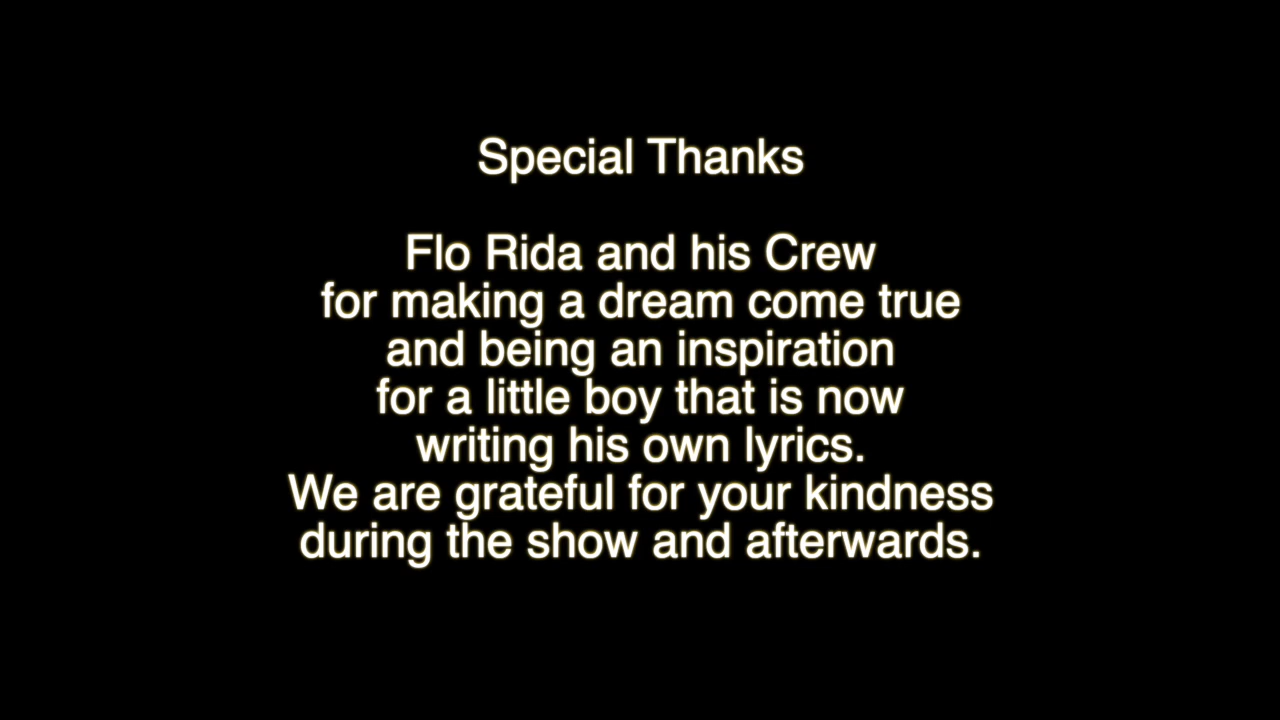 Special Thanks
Flo Rida and his Crew
for making a dream come true
and being an inspiration
for a little boy that is now
writing his own lyrics.
We are grateful for your kindness
during the show and afterwards.